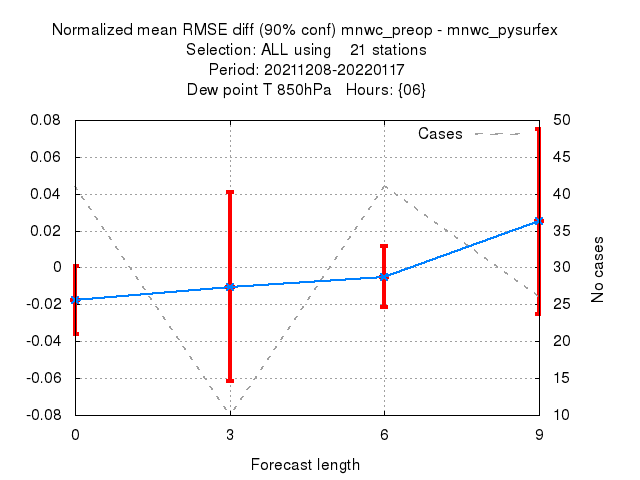 Normalized mean RMSE diff (90% conf) mnwc_preop - mnwc_pysurfex
Selection: ALL using    21 stations
Period: 20211208-20220117
Dew point T 850hPa   Hours: {06}
Cases
0.08
0.06
0.04
0.02
0
-0.02
-0.04
-0.06
-0.08
50
45
40
35
30
25
20
15
10
No cases
0 3 6 9
Forecast length